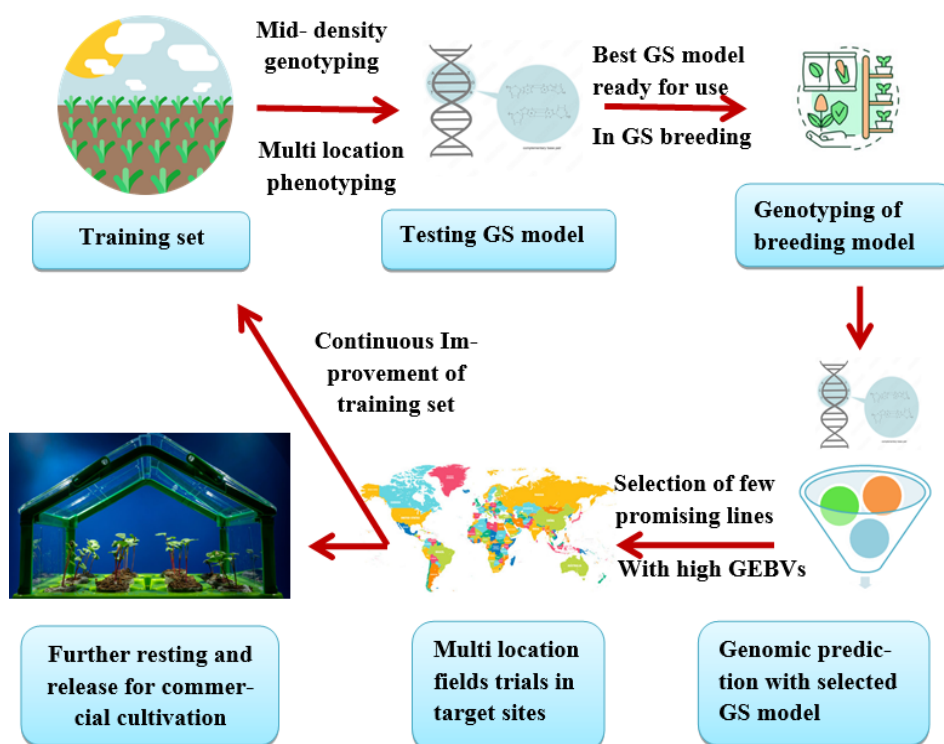 Mid- density
genotyping
Multi location
phenotyping
Best GS model
ready for use
In GS breeding
Training set
Testing GS model
Genotyping of
breeding model
Continuous Im-
provement of
training set
Selection of few
promising lines
With high GEBVs
Further resting and
release for commer-
cial cultivation
Multi location
fields trials in
target sites
Genomic predic-
tion with selected
GS model